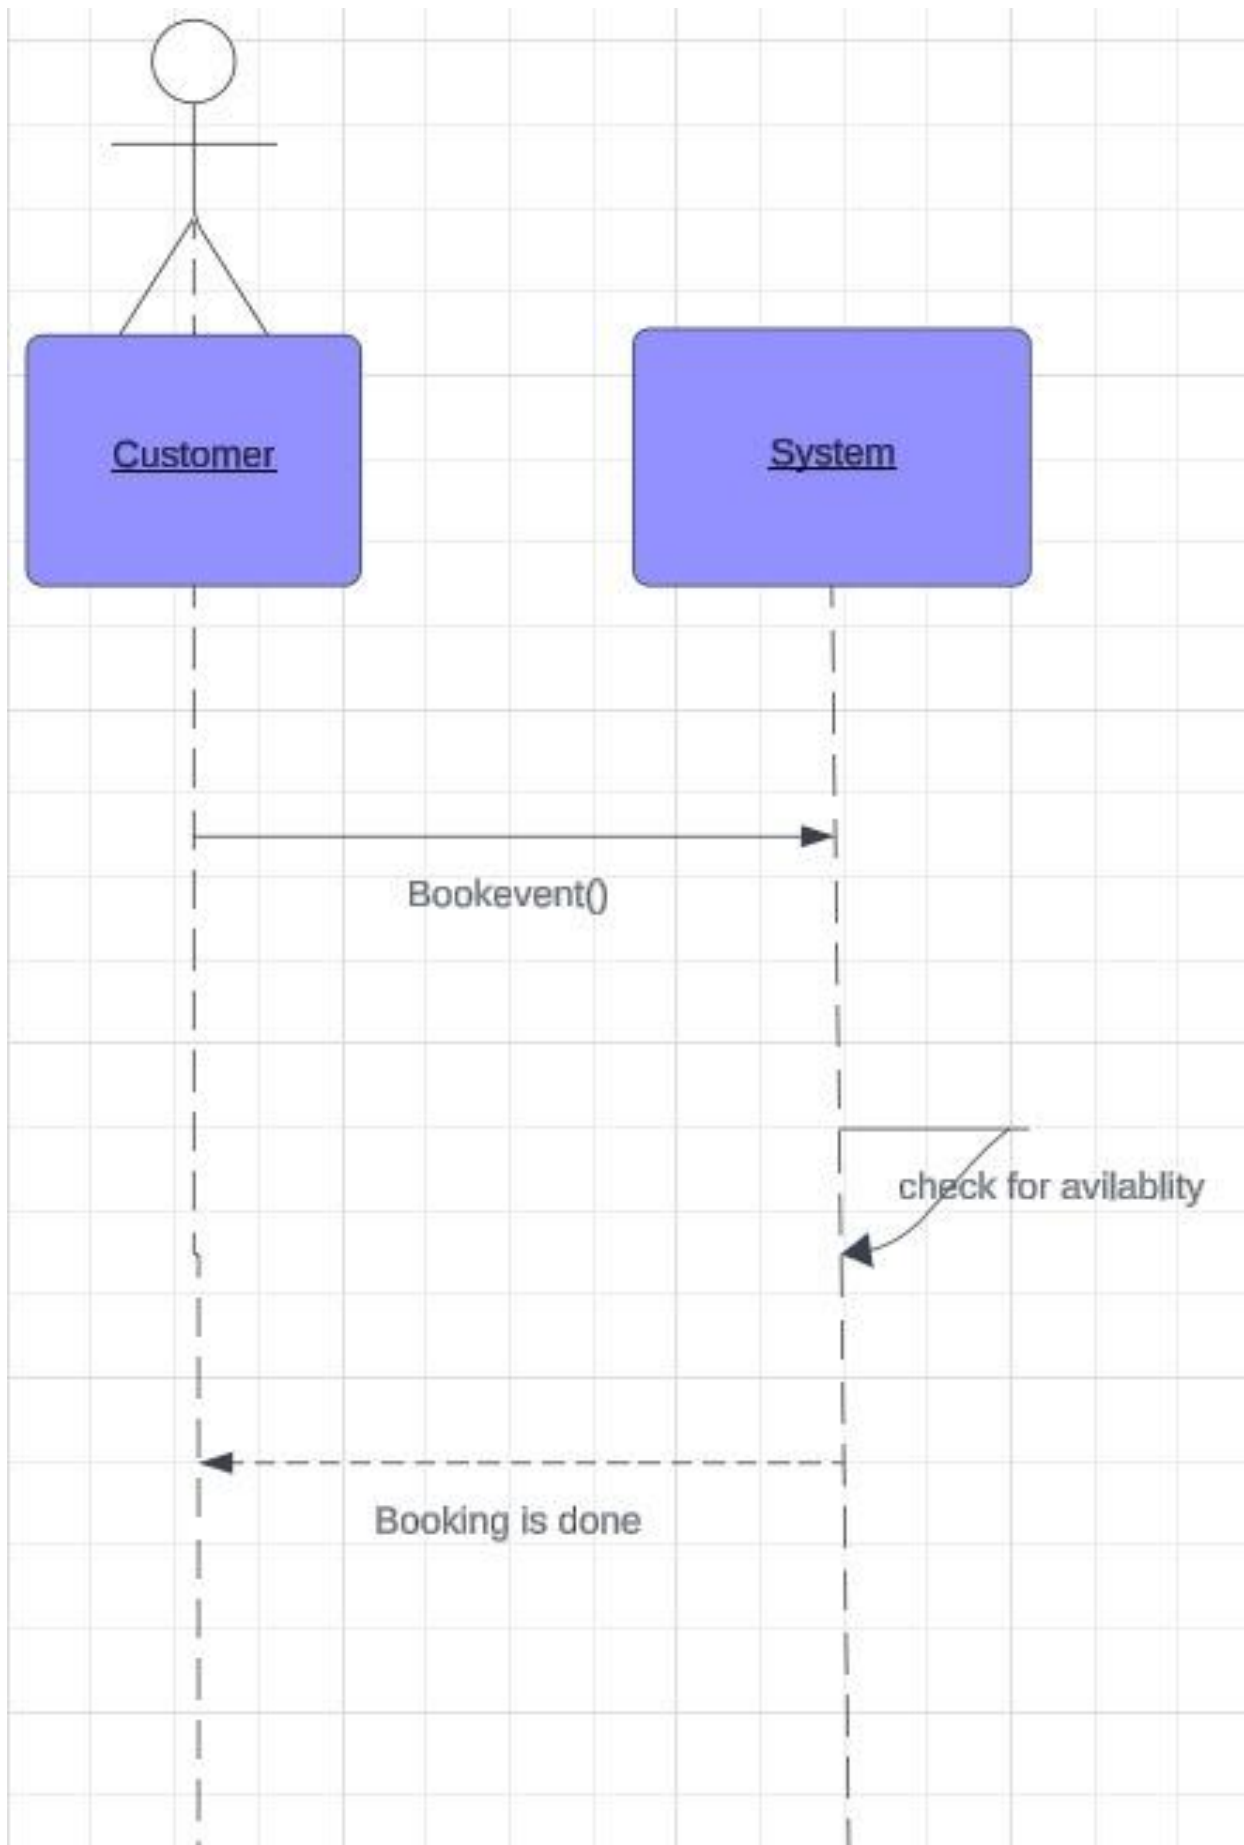 Customer
System
Bookevent()
check for avilablity
Booking is done